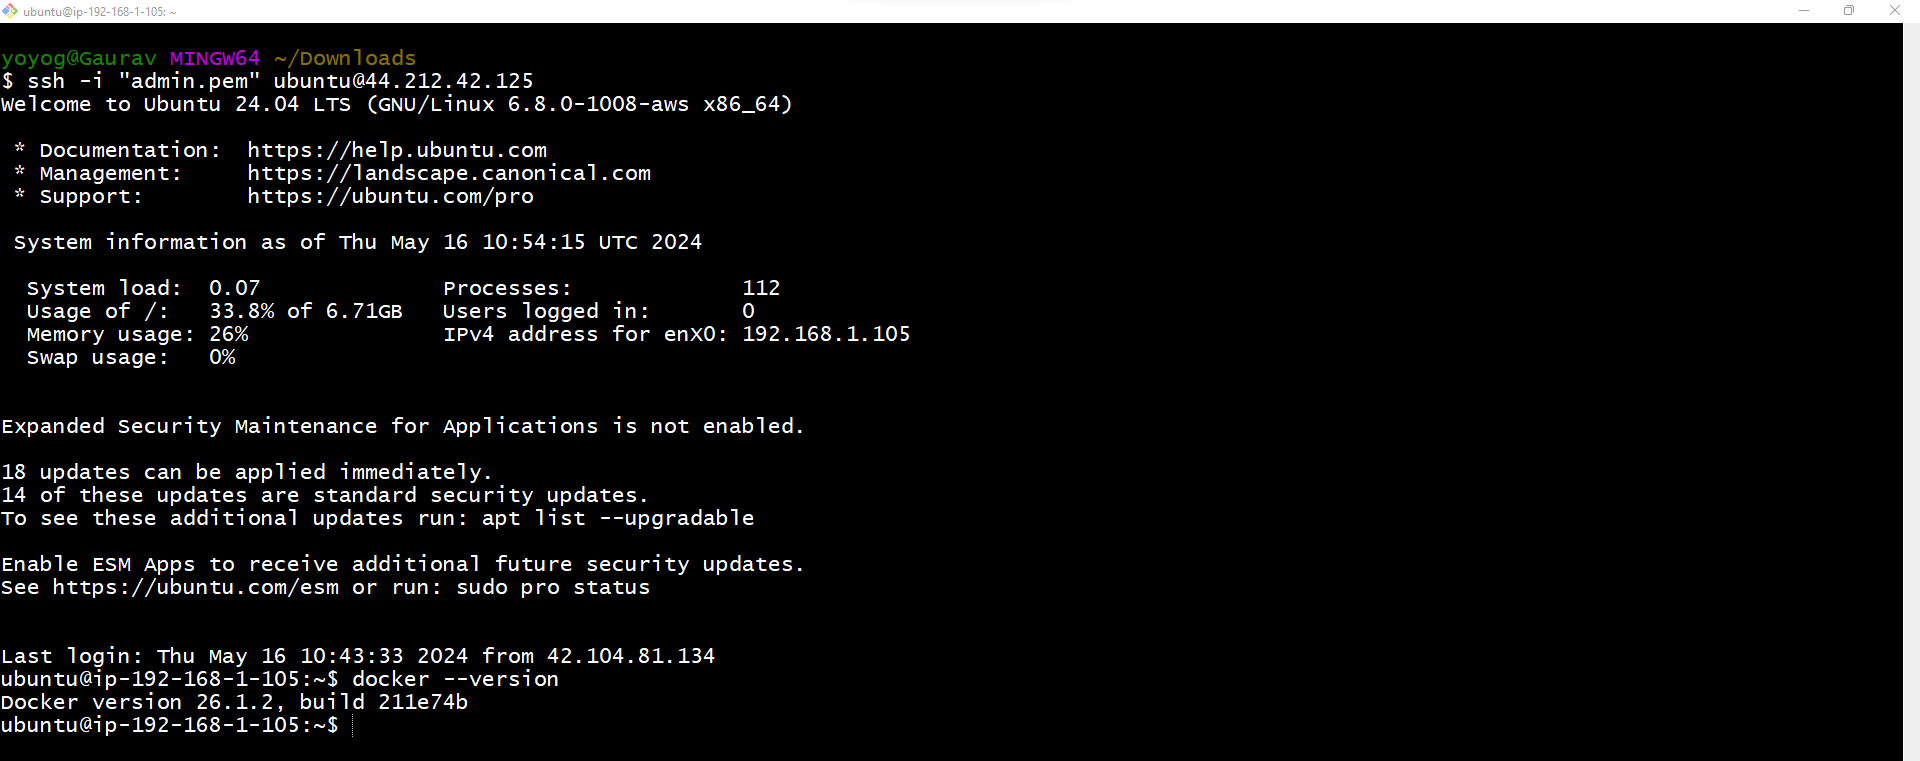 ubuntu@ip-192-168-1-105: ~
yoyog@Gaurav MINGW64 ~/Downloads
$ ssh -i "admin.pem" ubuntu@44.212.42.125
Welcome to Ubuntu 24.04 LTS (GNU/Linux 6.8.0-1008-aws x86_64)
* Documentation:  https://help.ubuntu.com
* Management:     https://landscape.canonical.com
* Support:        https://ubuntu.com/pro
System information as of Thu May 16 10:54:15 UTC 2024
System load:  0.07              Processes:             112
Usage of /:   33.8% of 6.71GB   Users logged in:       0
Memory usage: 26%               IPv4 address for enX0: 192.168.1.105
Swap usage:   0%
Expanded Security Maintenance for Applications is not enabled.
18 updates can be applied immediately.
14 of these updates are standard security updates.
To see these additional updates run: apt list --upgradable
Enable ESM Apps to receive additional future security updates.
See https://ubuntu.com/esm or run: sudo pro status
Last login: Thu May 16 10:43:33 2024 from 42.104.81.134
ubuntu@ip-192-168-1-105:~$ docker --version
Docker version 26.1.2, build 211e74b
ubuntu@ip-192-168-1-105:~$